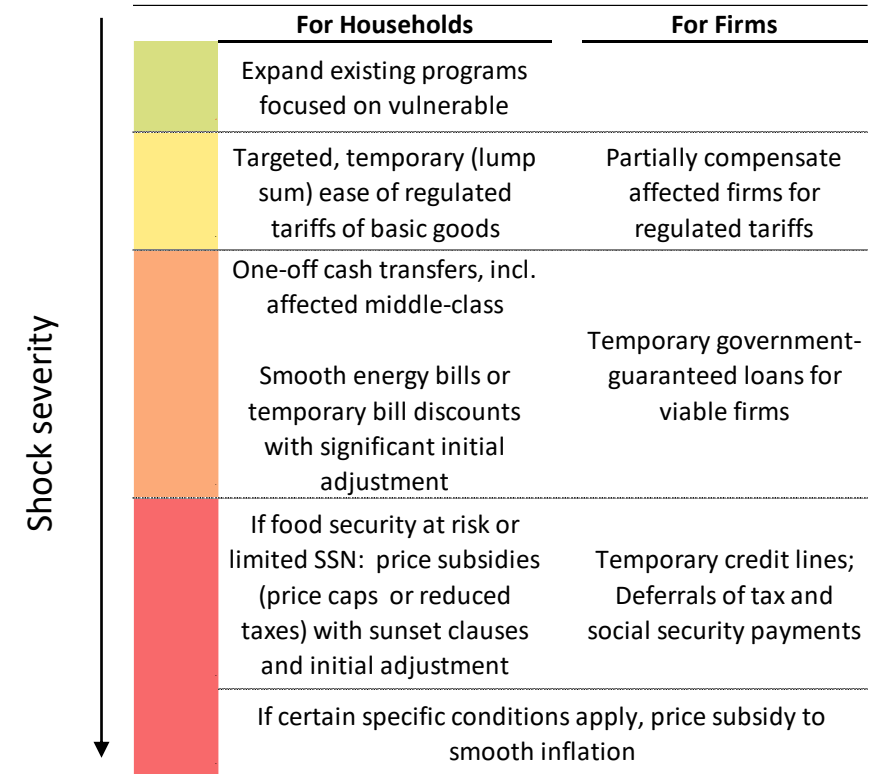 For Households
For Firms
Shock severity
Expand existing programs
focused on vulnerable
Targeted, temporary (lump
sum) ease of regulated
tariffs of basic goods
Partially compensate
affected firms for
regulated tariffs
One-off cash transfers, incl.
affected middle-class
Smooth energy bills or
temporary bill discounts
with significant initial
adjustment
Temporary government-
guaranteed loans for
viable firms
If food security at risk or
limited SSN: price subsidies
(price caps or reduced
taxes) with sunset clauses
and initial adjustment
Temporary credit lines;
Deferrals of tax and
social security payments
If certain specific conditions apply, price subsidy to
smooth inflation